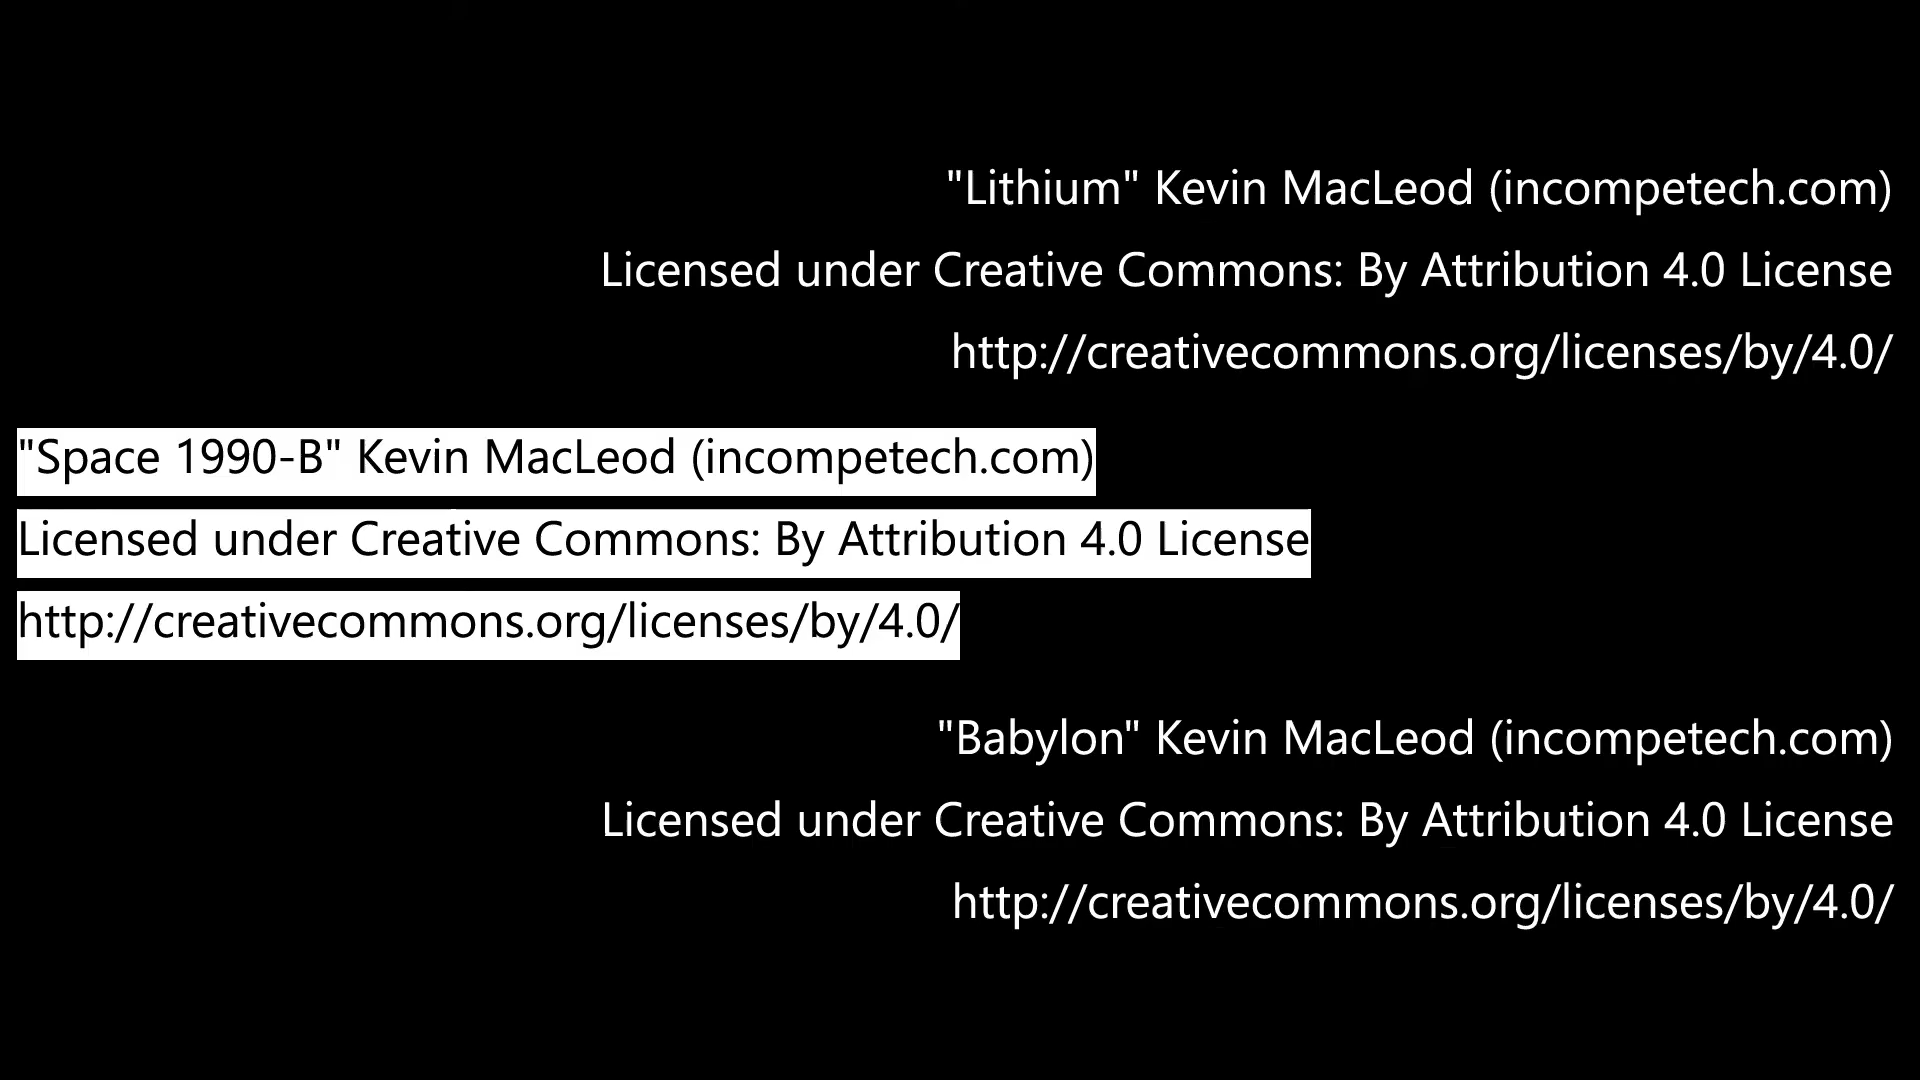 "Lithium" Kevin MacLeod (incompetech.com)
Licensed under Creative Commons: By Attribution 4.0 License
http://creativecommons.org/licenses/by/4.0/
"Space 1990-B" Kevin MacLeod (incompetech.com)
Licensed under Creative Commons: By Attribution 4.0 License
http://creativecommons.org/licenses/by/4.0/
"Babylon" Kevin MacLeod (incompetech.com)
Licensed under Creative Commons: By Attribution 4.0 License
http://creativecommons.org/licenses/by/4.0/